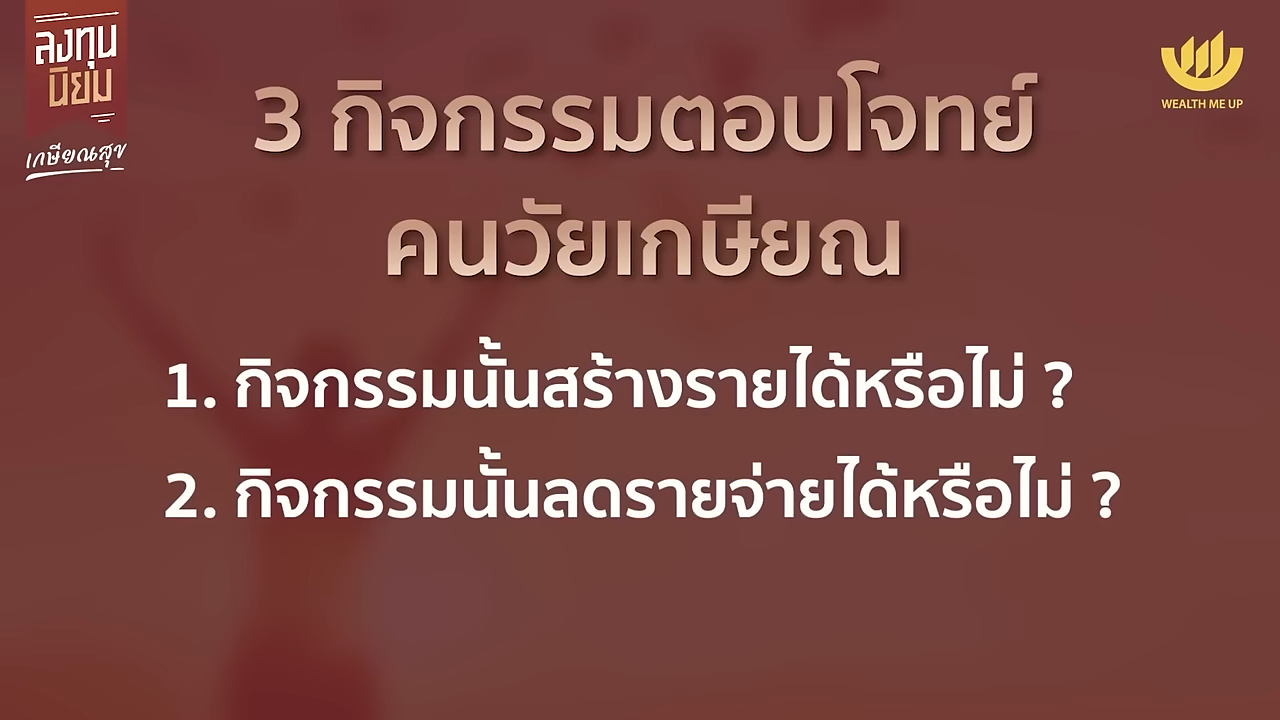 ลงทุน
นิยม
เกษียณสุข
WEALTH ME UP
3 กิจกรรมตอบโจทย์
คนวัยเกษียณ
1. กิจกรรมนั้นสร้างรายได้หรือไม่ ?
2. กิจกรรมนั้นลดรายจ่ายได้หรือไม่ ?